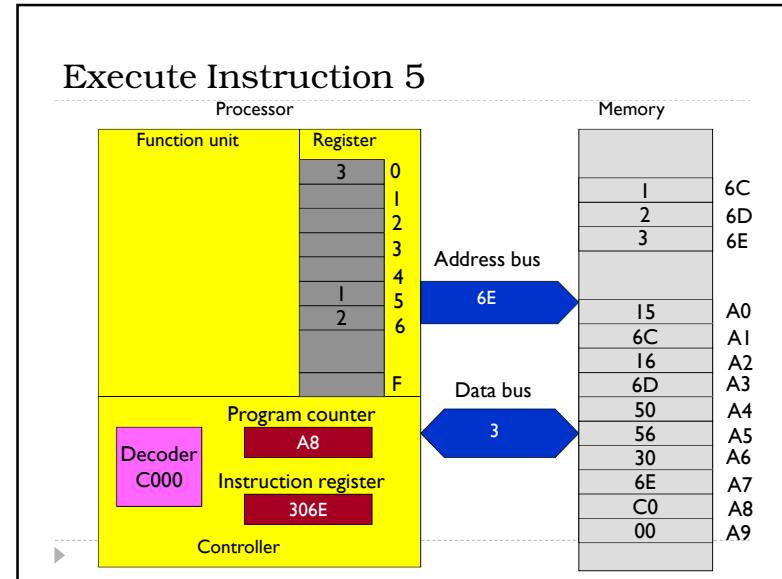 Execute Instruction 5
Processor
Memory
Function unit
Register
3 0
1
2
3
4
1 5
2 6
F
Address bus
6E
Data bus
3
1 6C
2 6D
3 6E
15 A0
6C A1
16 A2
6D A3
50 A4
56 A5
30 A6
6E A7
C0 A8
00 A9
Program counter
A8
Decoder
C000
Instruction register
306E
Controller